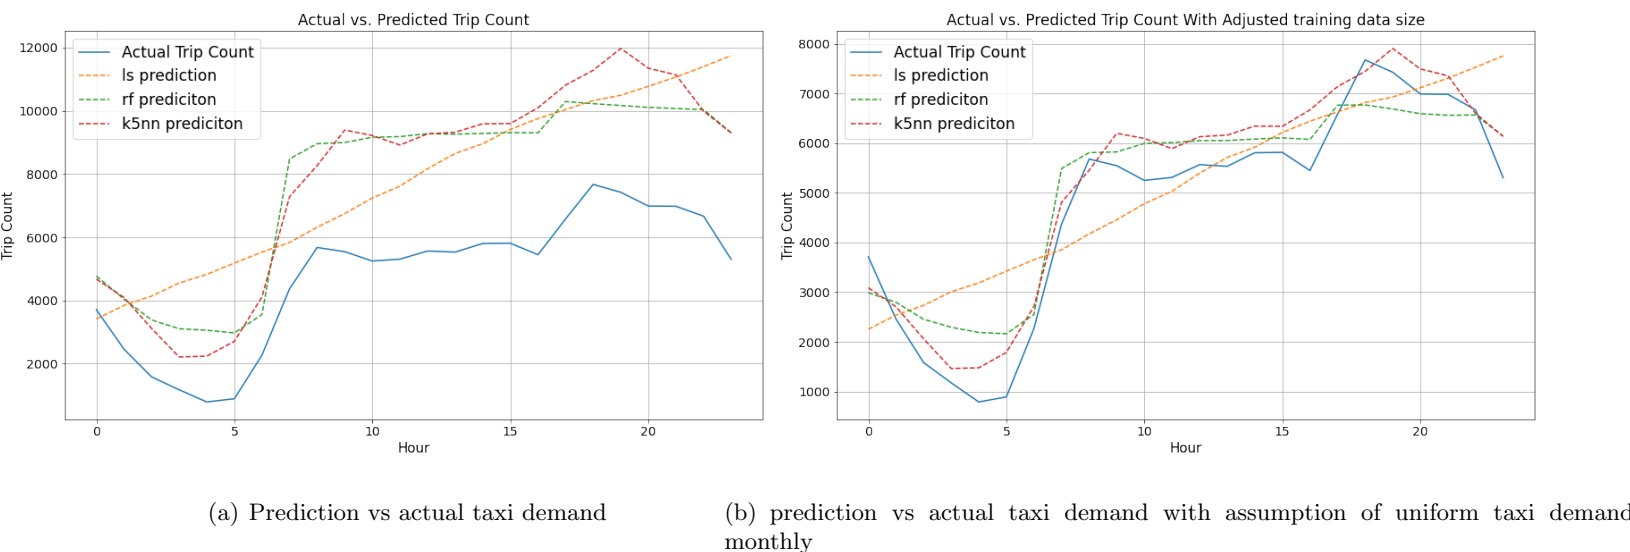 Actual vs. Predicted Trip Count
12000
10000
8000
6000
4000
2000
Trip Count
Actual Trip Count
ls prediction
rf prediciton
k5nn prediciton
0 5 10 15 20
Hour
(a) Prediction vs actual taxi demand
Actual vs. Predicted Trip Count With Adjusted training data size
8000
7000
6000
5000
4000
3000
2000
1000
Trip Count
Actual Trip Count
ls prediction
rf prediciton
k5nn prediciton
0 5 10 15 20
Hour
(b) prediction vs actual taxi demand with assumption of uniform taxi demand
monthly